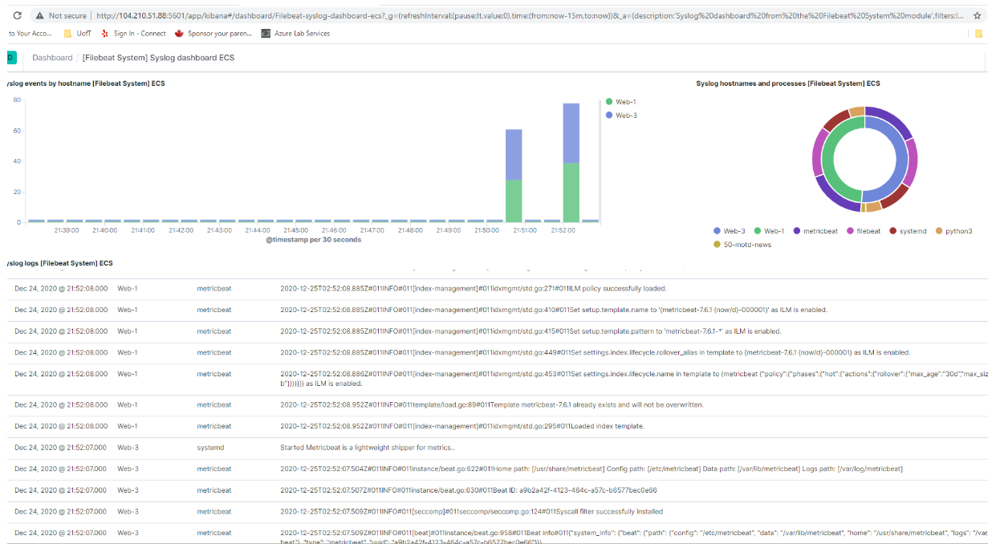 Not secure | http://104.210.51.88:5601/app/kibana#/dashboard/Filebeat-syslog-dashboard-ecs?_g=(refreshInterval:(pause:!t,value:0),time:(from:now-15m,to:now))&_a=(description:'Syslog%20dashboard%20from%20the%20Filebeat%20System%20module',filters:!...
to Your Acco... UofT Sign In - Connect Sponsor your paren... Azure Lab Services
D Dashboard / [Filebeat System] Syslog dashboard ECS
yslog events by hostname [Filebeat System] ECS
80
60
40
20
0
21:39:00 21:40:00 21:41:00 21:42:00 21:43:00 21:44:00 21:45:00 21:46:00 21:47:00 21:48:00 21:49:00 21:50:00 21:51:00 21:52:00
@timestamp per 30 seconds
Web-1
Web-3
Syslog hostnames and processes [Filebeat System] ECS
Web-3 Web-1 metricbeat filebeat systemd python3
50-motd-news
yslog logs [Filebeat System] ECS
Dec 24, 2020 @ 21:52:08.000 Web-1 metricbeat 2020-12-25T02:52:08.885Z#011INFO#011[index-management]#011idxmgmt/std.go:271#011ILM policy successfully loaded.
Dec 24, 2020 @ 21:52:08.000 Web-1 metricbeat 2020-12-25T02:52:08.885Z#011INFO#011[index-management]#011idxmgmt/std.go:410#011Set setup.template.name to '{metricbeat-7.6.1 {now/d}-000001}' as ILM is enabled.
Dec 24, 2020 @ 21:52:08.000 Web-1 metricbeat 2020-12-25T02:52:08.885Z#011INFO#011[index-management]#011idxmgmt/std.go:415#011Set setup.template.pattern to 'metricbeat-7.6.1-*' as ILM is enabled.
Dec 24, 2020 @ 21:52:08.000 Web-1 metricbeat 2020-12-25T02:52:08.885Z#011INFO#011[index-management]#011idxmgmt/std.go:449#011Set settings.index.lifecycle.rollover_alias in template to {metricbeat-7.6.1 {now/d}-000001} as ILM is enabled.
Dec 24, 2020 @ 21:52:08.000 Web-1 metricbeat 2020-12-25T02:52:08.886Z#011INFO#011[index-management]#011idxmgmt/std.go:453#011Set settings.index.lifecycle.name in template to {metricbeat {"policy":{"phases":{"hot":{"actions":{"rollover":{"max_age":"30d","max_siz
b"}}}}}}} as ILM is enabled.
Dec 24, 2020 @ 21:52:08.000 Web-1 metricbeat 2020-12-25T02:52:08.952Z#011INFO#011template/load.go:89#011Template metricbeat-7.6.1 already exists and will not be overwritten.
Dec 24, 2020 @ 21:52:08.000 Web-1 metricbeat 2020-12-25T02:52:08.952Z#011INFO#011[index-management]#011idxmgmt/std.go:295#011Loaded index template.
Dec 24, 2020 @ 21:52:07.000 Web-3 systemd Started Metricbeat is a lightweight shipper for metrics..
Dec 24, 2020 @ 21:52:07.000 Web-3 metricbeat 2020-12-25T02:52:07.504Z#011INFO#011instance/beat.go:622#011Home path: [/usr/share/metricbeat] Config path: [/etc/metricbeat] Data path: [/var/lib/metricbeat] Logs path: [/var/log/metricbeat]
Dec 24, 2020 @ 21:52:07.000 Web-3 metricbeat 2020-12-25T02:52:07.507Z#011INFO#011instance/beat.go:630#011Beat ID: a9b2a42f-4123-464c-a57c-b6577bec0e66
Dec 24, 2020 @ 21:52:07.000 Web-3 metricbeat 2020-12-25T02:52:07.509Z#011INFO#011[seccomp]#011seccomp/seccomp.go:124#011Syscall filter successfully installed
Dec 24, 2020 @ 21:52:07.000 Web-3 metricbeat 2020-12-25T02:52:07.509Z#011INFO#011[beat]#011instance/beat.go:958#011Beat info#011{"system_info": {"beat": {"path": {"config": "/etc/metricbeat", "data": "/var/lib/metricbeat", "home": "/usr/share/metricbeat", "logs": "/var,
beat"}, "type": "metricbeat", "uuid": "a9b2a42f-4123-464c-a57c-b6577bec0e66"}}}